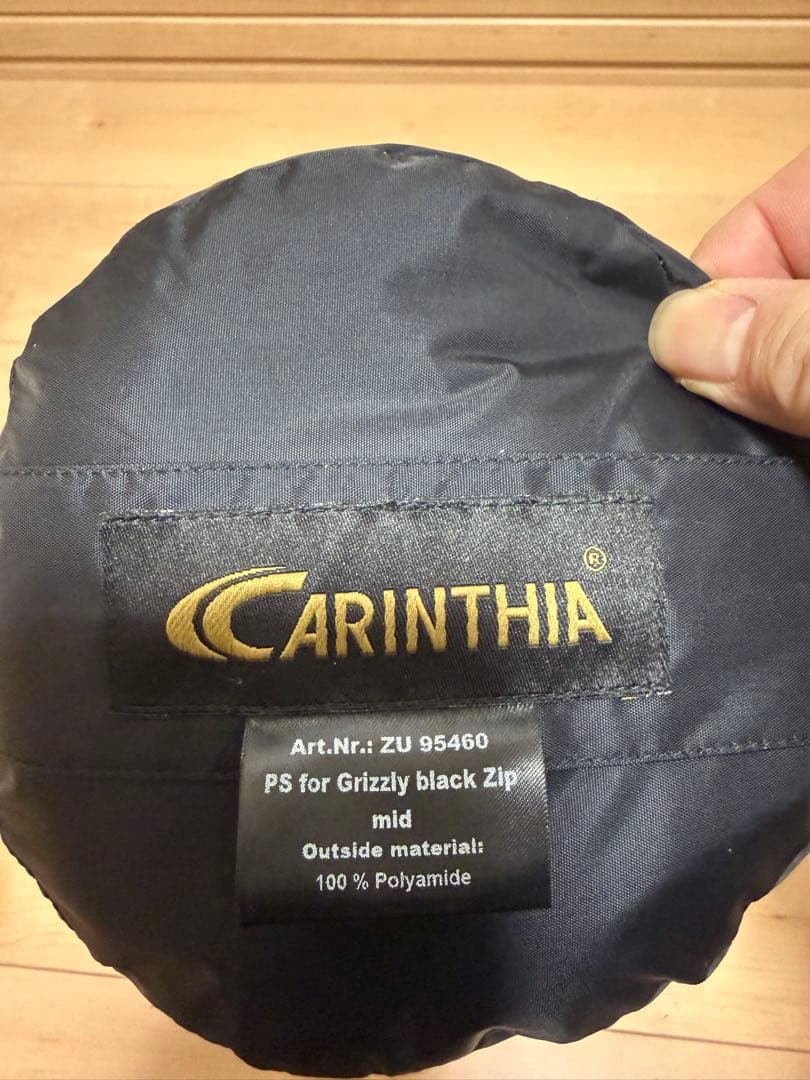 CARINTHIA®
Art.Nr.: ZU 95460
PS for Grizzly black Zip
mid
Outside material:
100 % Polyamide